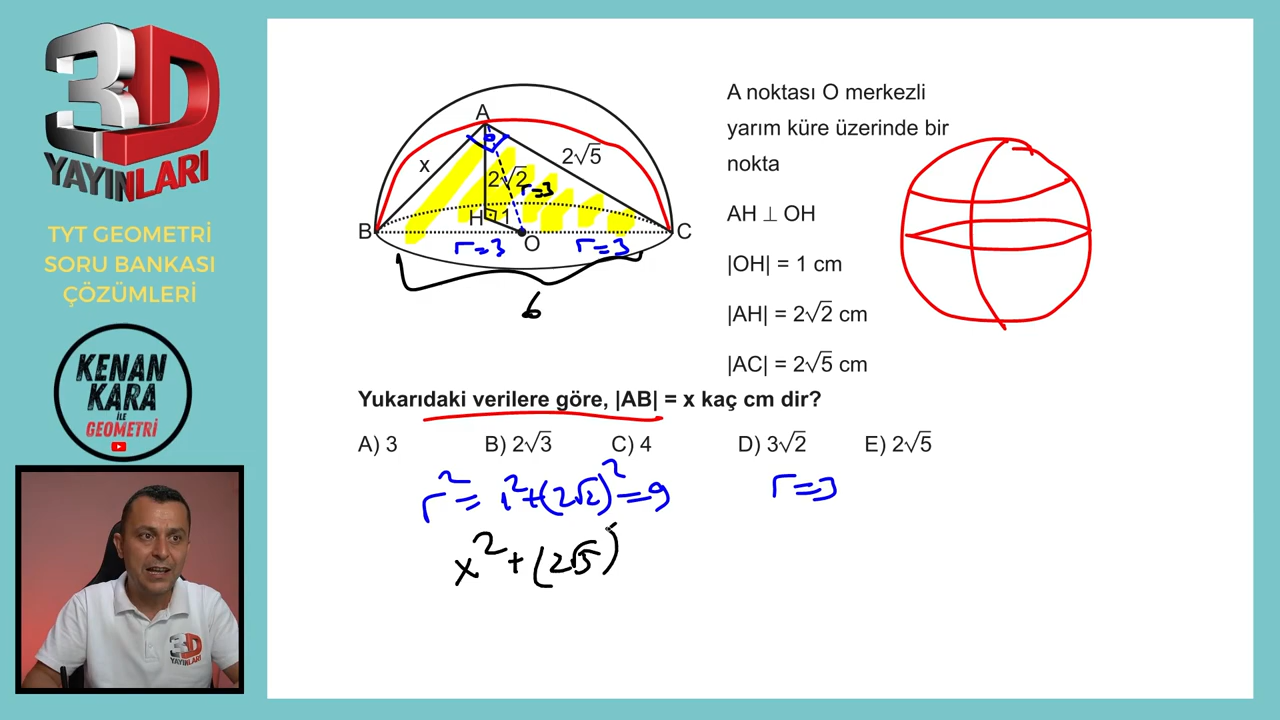 3D
YAYINLARI
TYT GEOMETRİ
SORU BANKASI
ÇÖZÜMLERİ
KENAN
KARA
İLE
GEOMETRİ
3D
YAYINLARI
A
x
2√5
2√2
r=3
H
1
B
O
C
r=3
r=3
6
A noktası O merkezli
yarım küre üzerinde bir
nokta
AH ⊥ OH
|OH| = 1 cm
|AH| = 2√2 cm
|AC| = 2√5 cm
Yukarıdaki verilere göre, |AB| = x kaç cm dir?
A) 3 B) 2√3 C) 4 D) 3√2 E) 2√5
r² = 1² + (2√2)² = 9 r=3
x² + (2√5)